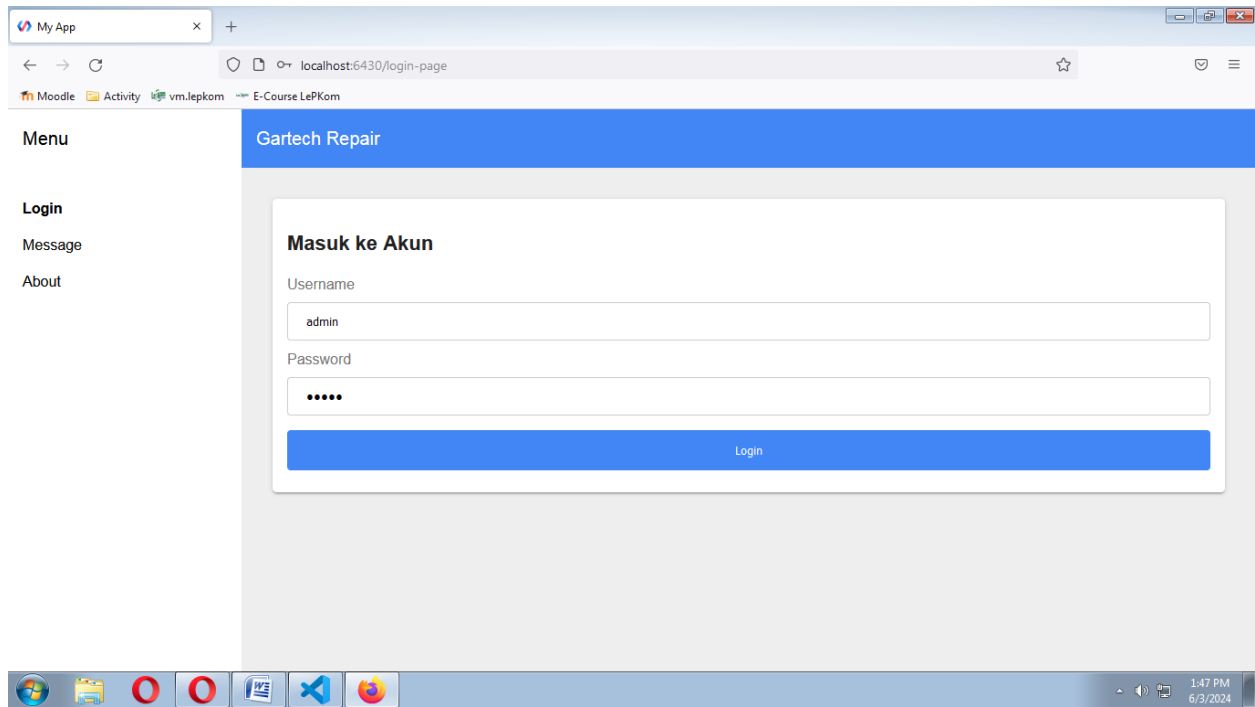 My App
localhost:6430/login-page
Moodle Activity vm.lepkom E-Course LePKom
Menu
Gartech Repair
Login
Message
About
Masuk ke Akun
Username
admin
Password
•••••
Login
1:47 PM
6/3/2024